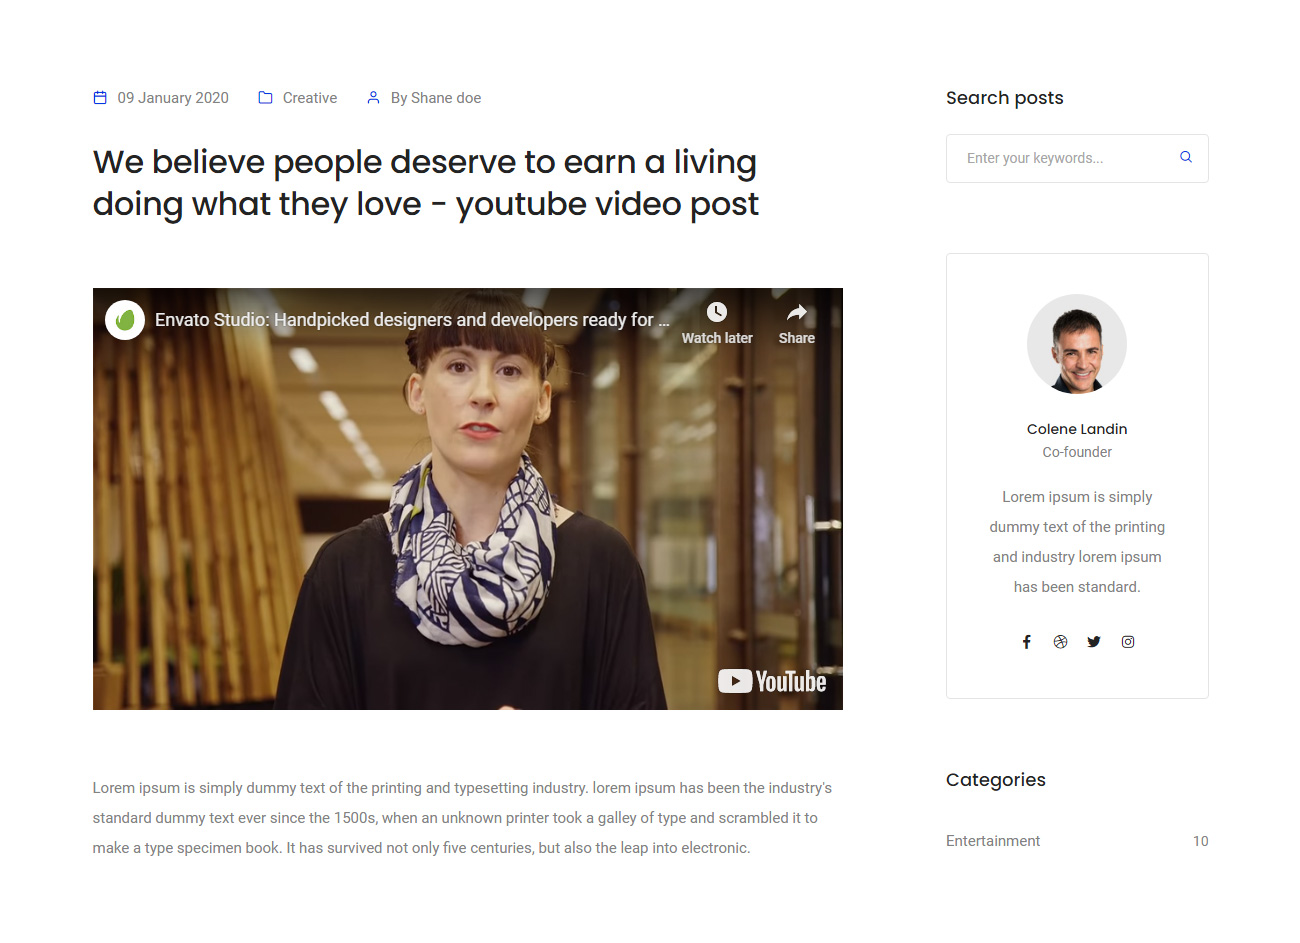 09 January 2020 Creative By Shane doe
We believe people deserve to earn a living
doing what they love - youtube video post
Envato Studio: Handpicked designers and developers ready for ...
Watch later
Share
YouTube
Lorem ipsum is simply dummy text of the printing and typesetting industry. lorem ipsum has been the industry's
standard dummy text ever since the 1500s, when an unknown printer took a galley of type and scrambled it to
make a type specimen book. It has survived not only five centuries, but also the leap into electronic.
Search posts
Enter your keywords...
Colene Landin
Co-founder
Lorem ipsum is simply
dummy text of the printing
and industry lorem ipsum
has been standard.
Categories
Entertainment 10